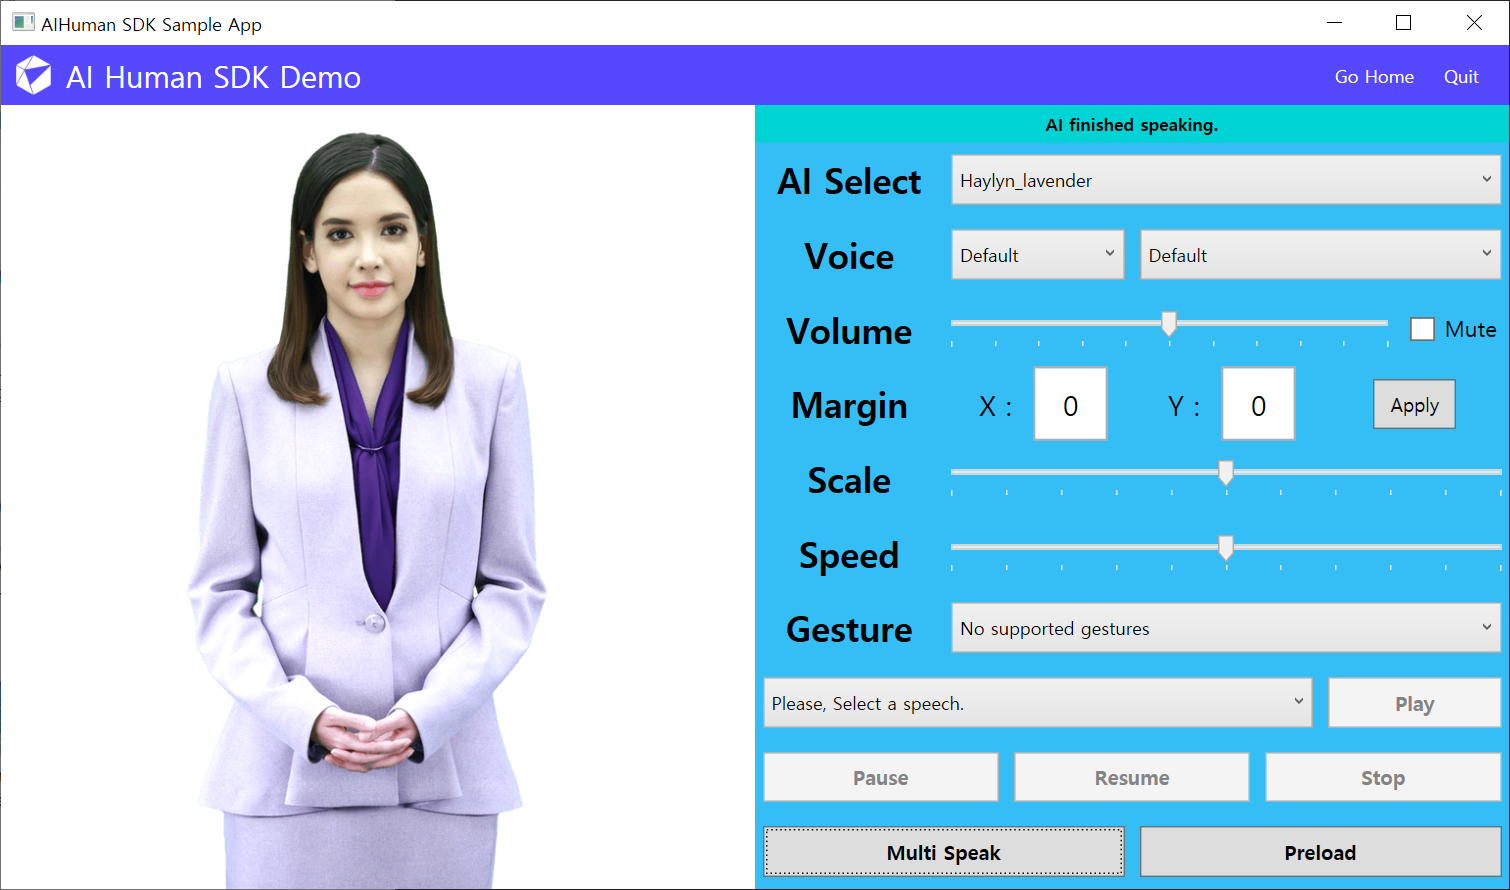 AIHuman SDK Sample App
AI Human SDK Demo
Go Home Quit
AI finished speaking.
AI Select Haylyn_lavender
Voice Default Default
Volume Mute
Margin X : 0 Y : 0 Apply
Scale
Speed
Gesture No supported gestures
Please, Select a speech. Play
Pause Resume Stop
Multi Speak Preload